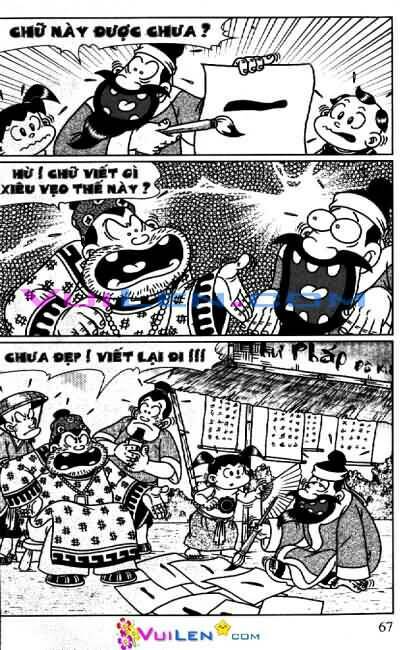 CHỮ NÀY ĐƯỢC CHƯA ?
HỪ ! CHỮ VIẾT GÌ
XIÊU VẸO THẾ NÀY ?
VUILEN.COM
CHƯA ĐẸP ! VIẾT LẠI ĐI !!!
Thư Pháp
67
VUILEN.COM